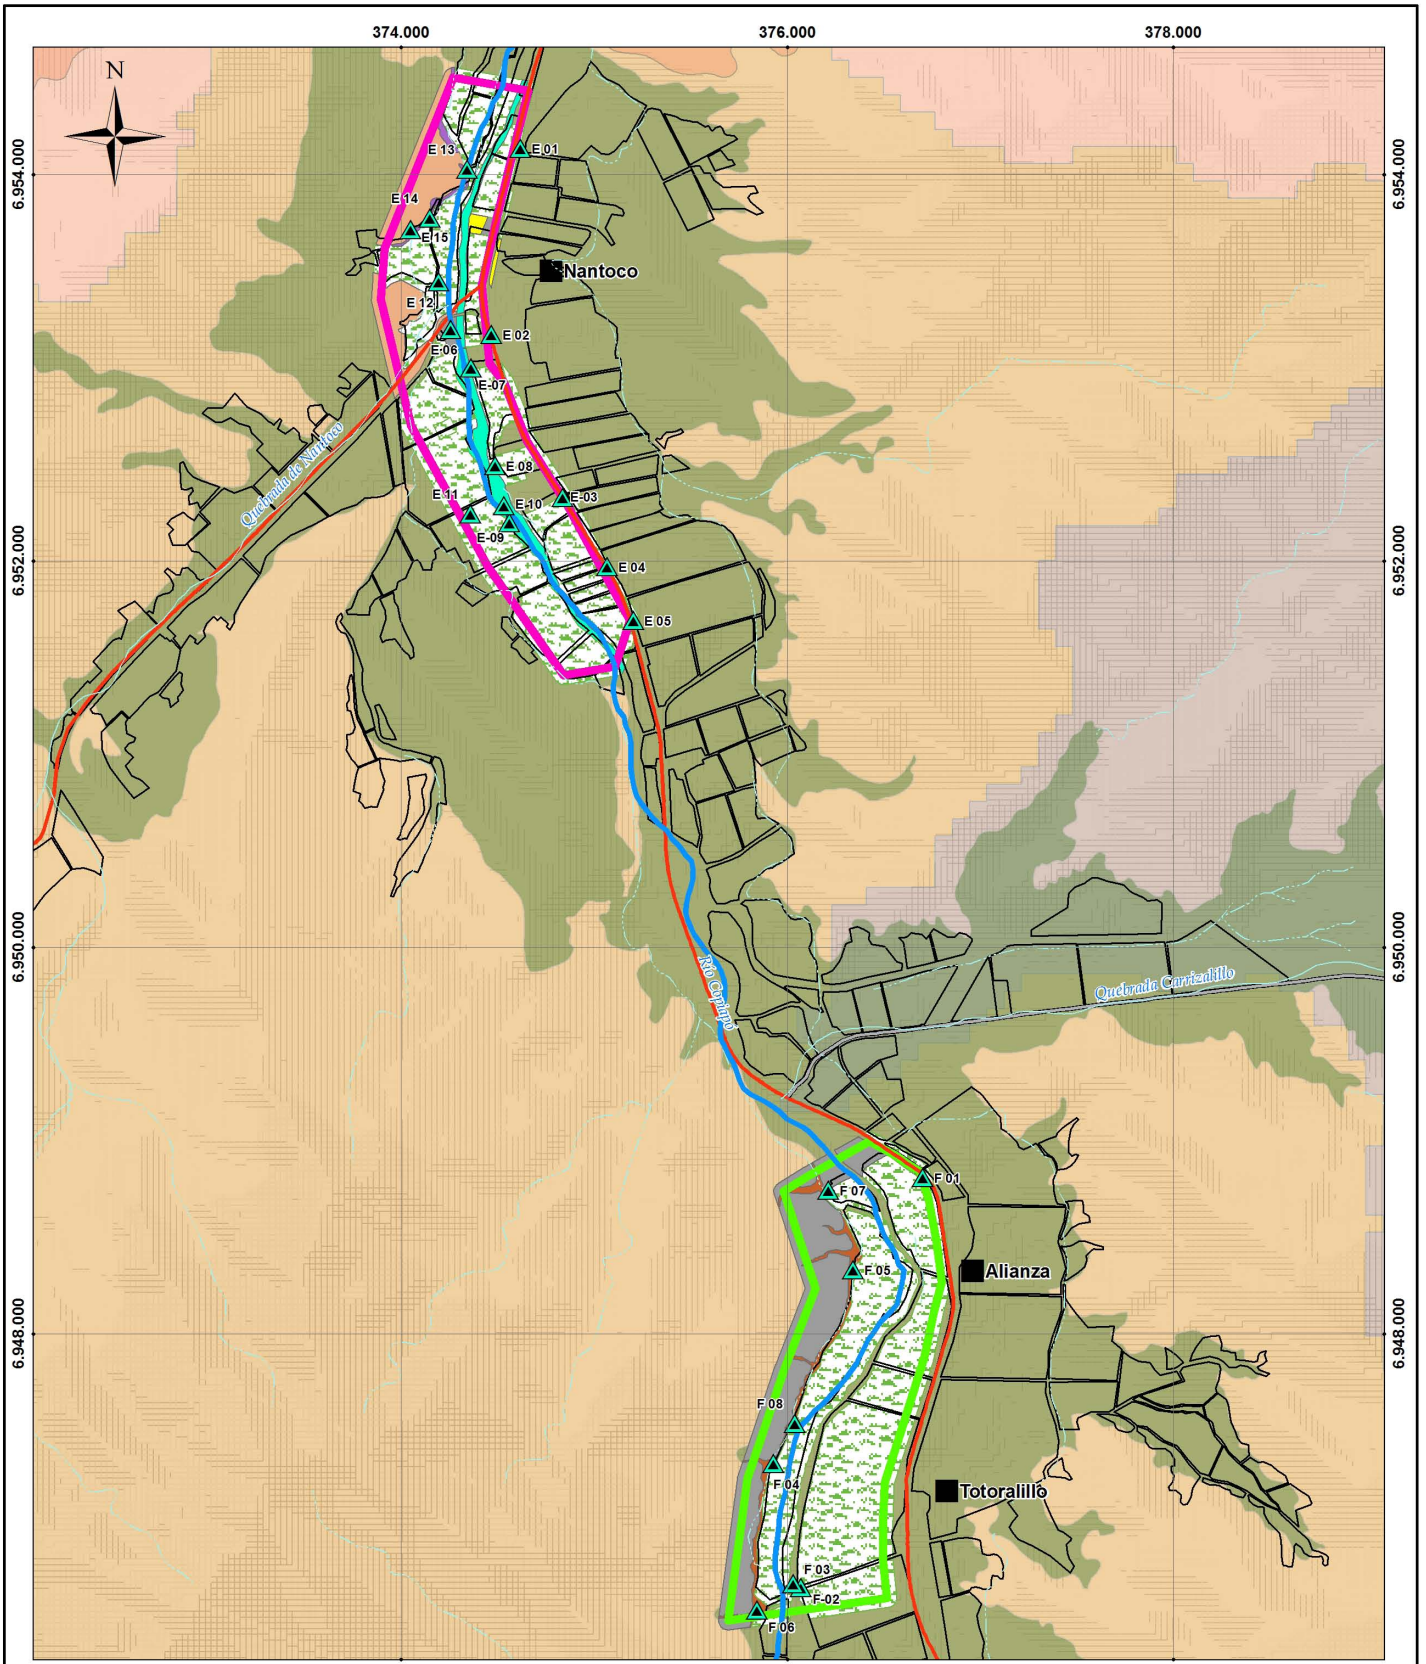 374.000
376.000
378.000
N
6.954.000
6.954.000
E 13
E 01
E 14
E 15
Nantoco
E 12
E 06
E 02
E-07
Quebrada de Nantoco
E 08
E 11
E-10
E-03
E-09
6.952.000
6.952.000
E 04
E 05
6.950.000
6.950.000
Río Copiapó
Quebrada Carrizalillo
F 07
F 01
F 05
Alianza
6.948.000
6.948.000
F 08
F 04
Totoralillo
F 03
F-02
F 06